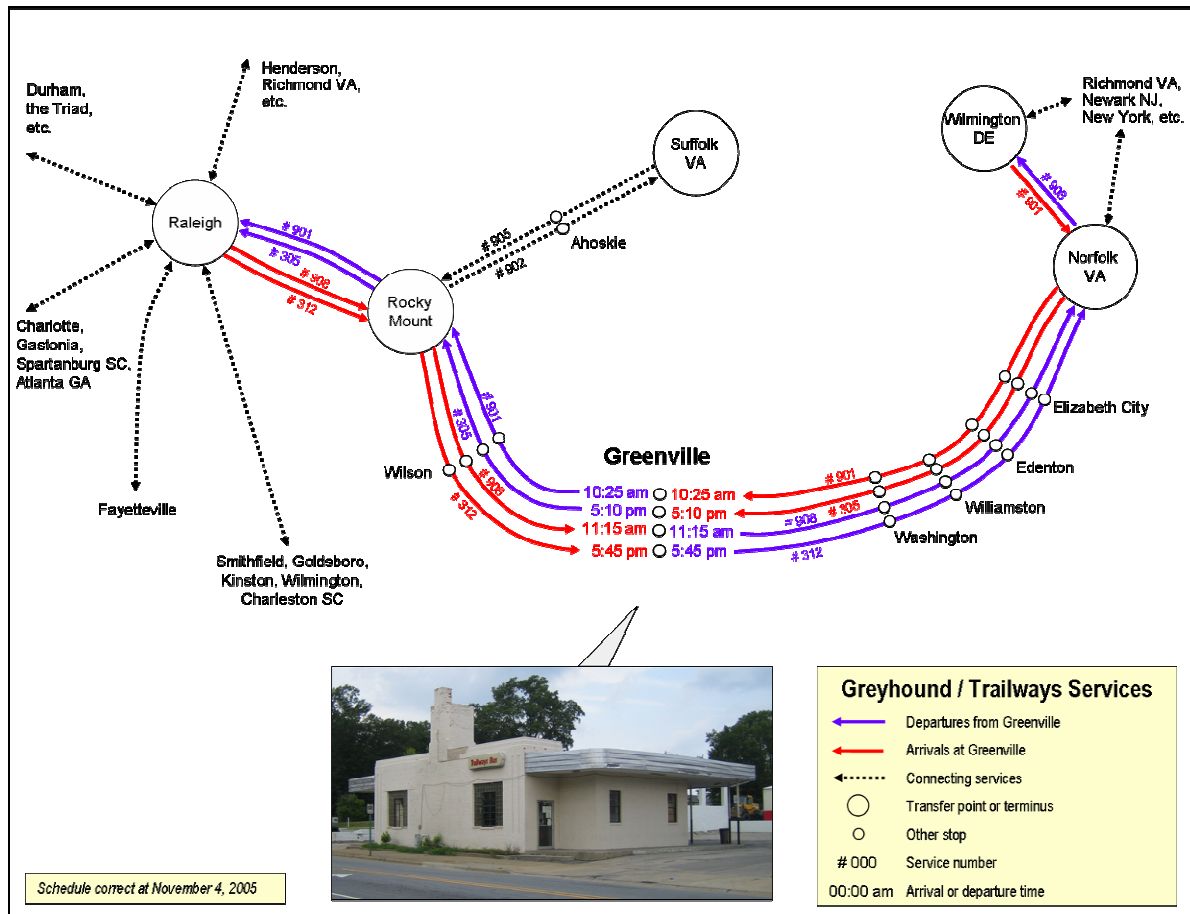 Henderson,
Richmond VA,
etc.
Durham,
the Triad,
etc.
Richmond VA,
Newark NJ,
New York, etc.
Wilmington
DE
Suffolk
VA
# 908
# 901
Raleigh
# 901
# 305
# 908
# 312
Ahoskie
# 905
# 902
Norfolk
VA
Rocky
Mount
Charlotte,
Gastonia,
Spartanburg SC,
Atlanta GA
# 901
# 305
Elizabeth City
Wilson
Greenville
Edenton
# 908
# 312
10:25 am 10:25 am
# 901
5:10 pm 5:10 pm
# 305
Williamston
11:15 am 11:15 am
= 908
Washington
5:45 pm 5:45 pm
# 312
Fayetteville
Smithfield, Goldsboro,
Kinston, Wilmington,
Charleston SC
Trailways Bus
Greyhound / Trailways Services
Departures from Greenville
Arrivals at Greenville
Connecting services
Transfer point or terminus
Other stop
# 000 Service number
00:00 am Arrival or departure time
Schedule correct at November 4, 2005